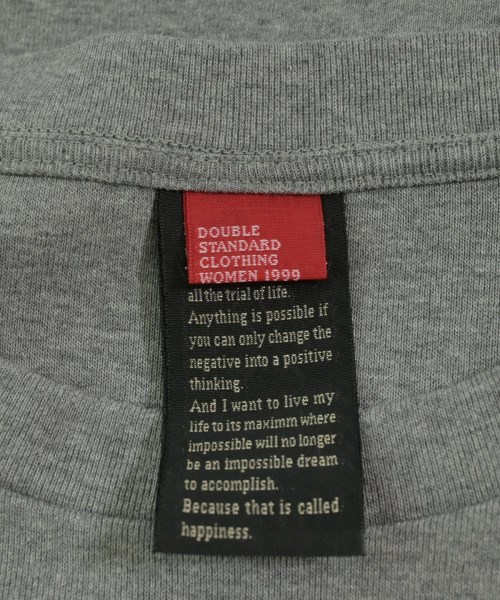 DOUBLE
STANDARD
CLOTHING
WOMEN 1999
all the trial of life.
Anything is possible if
you can only change the
negative into a positive
thinking.
And I want to live my
life to its maximm where
impossible will no longer
be an impossible dream
to accomplish.
Because that is called
happiness.